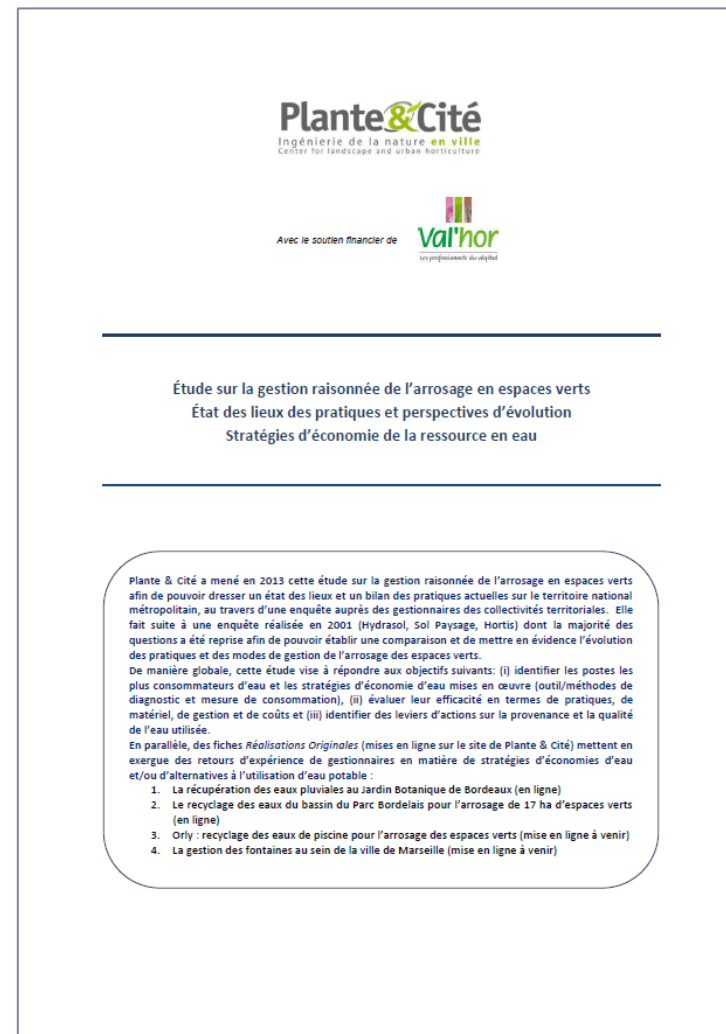 Plante&Cité
Ingénierie de la nature en ville
Center for landscape and urban horticulture
Avec le soutien financier de
Val'hor
Les professionnels du végétal
Étude sur la gestion raisonnée de l'arrosage en espaces verts
État des lieux des pratiques et perspectives d'évolution
Stratégies d'économie de la ressource en eau
Plante & Cité a mené en 2013 cette étude sur la gestion raisonnée de l'arrosage en espaces verts
afin de pouvoir dresser un état des lieux et un bilan des pratiques actuelles sur le territoire national
métropolitain, au travers d'une enquête auprès des gestionnaires des collectivités territoriales. Elle
fait suite à une enquête réalisée en 2001 (Hydrasol, Sol Paysage, Hortis) dont la majorité des
questions a été reprise afin de pouvoir établir une comparaison et de mettre en évidence l'évolution
des pratiques et des modes de gestion de l'arrosage des espaces verts.
De manière globale, cette étude vise à répondre aux objectifs suivants: (i) identifier les postes les
plus consommateurs d'eau et les stratégies d'économie d'eau mises en œuvre (outil/méthodes de
diagnostic et mesure de consommation), (ii) évaluer leur efficacité en termes de pratiques, de
matériel, de gestion et de coûts et (iii) identifier des leviers d'actions sur la provenance et la qualité
de l'eau utilisée.
En parallèle, des fiches Réalisations Originales (mises en ligne sur le site de Plante & Cité) mettent en
exergue des retours d'expérience de gestionnaires en matière de stratégies d'économies d'eau
et/ou d'alternatives à l'utilisation d'eau potable :
1. La récupération des eaux pluviales au Jardin Botanique de Bordeaux (en ligne)
2. Le recyclage des eaux du bassin du Parc Bordelais pour l'arrosage de 17 ha d'espaces verts
(en ligne)
3. Orly : recyclage des eaux de piscine pour l'arrosage des espaces verts (mise en ligne à venir)
4. La gestion des fontaines au sein de la ville de Marseille (mise en ligne à venir)